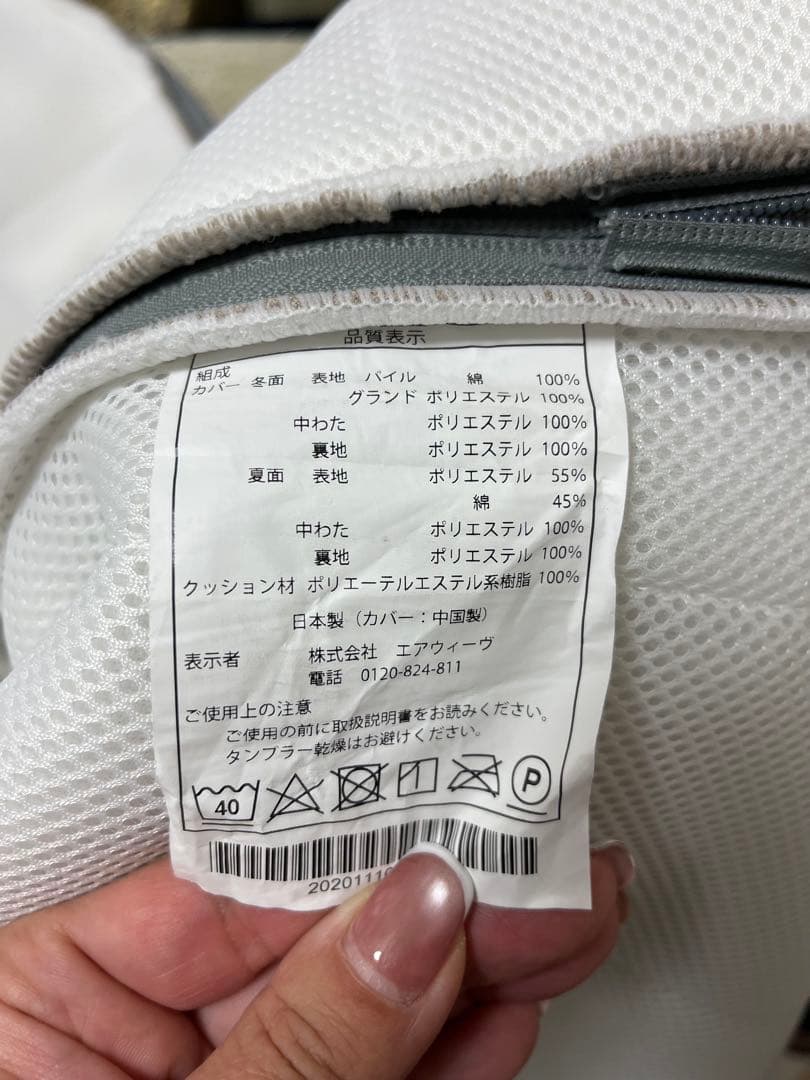 品質表示
組成
カバー 冬面 表地 パイル 綿 100%
グランド ポリエステル 100%
中わた ポリエステル 100%
裏地 ポリエステル 100%
夏面 表地 ポリエステル 55%
綿 45%
中わた ポリエステル 100%
裏地 ポリエステル 100%
クッション材 ポリエーテルエステル系樹脂 100%
日本製（カバー：中国製）
表示者 株式会社 エアウィーヴ
電話 0120-824-811
ご使用上の注意
ご使用の前に取扱説明書をお読みください。
タンブラー乾燥はお避けください。
40 P
2020111